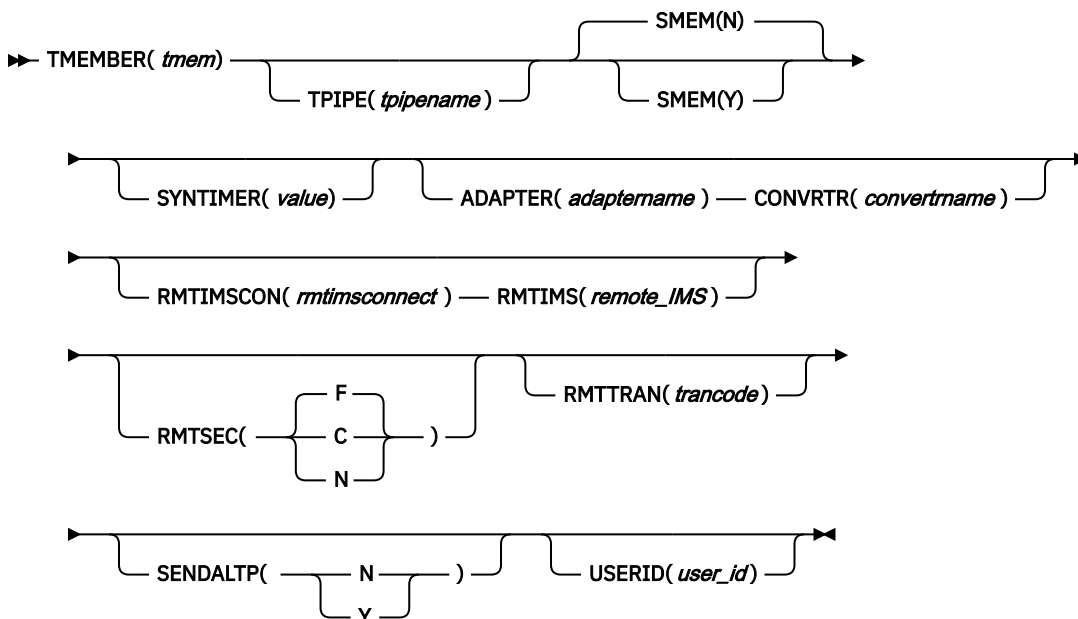 SMEM(N)
TMEMBER( tmem)
TPIPE( tpipename )
SMEM(Y)
SYNTIMER( value)
ADAPTER( adaptername ) CONVRTR( convertrname )
RMTIMSCON( rmtimsconnect ) RMTIMS( remote_IMS )
F
RMTTRAN( trancode )
RMTSEC( C )
N
SENDALTP( N ) USERID( user_id )
Y